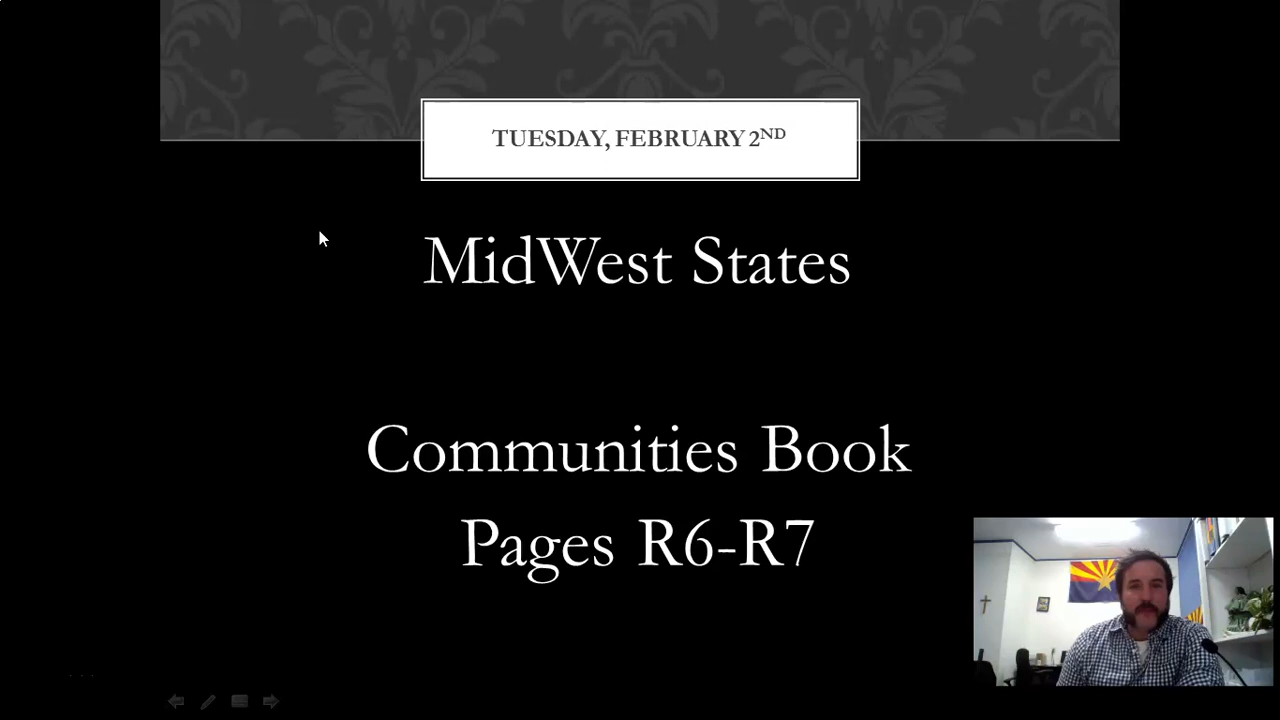 TUESDAY, FEBRUARY 2ND
MidWest States
Communities Book
Pages R6-R7